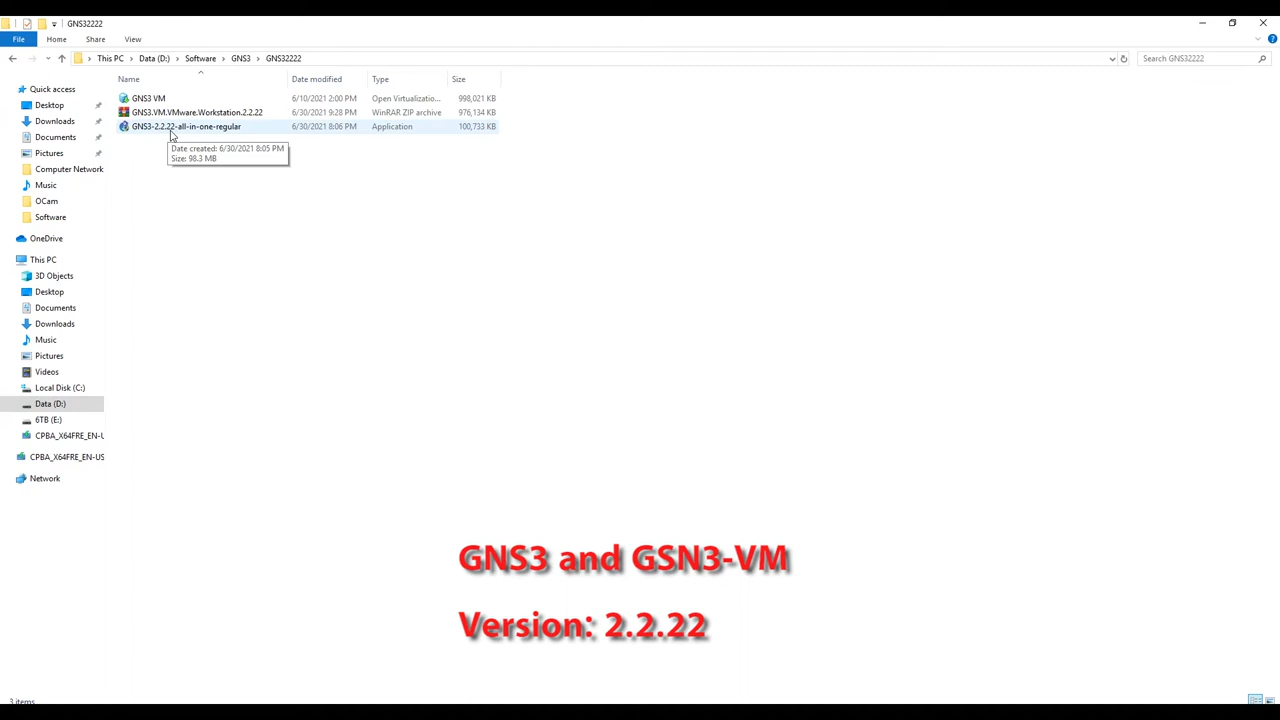 GNS32222
File Home Share View
This PC > Data (D:) > Software > GNS3 > GNS32222
Search GNS32222
Name Date modified Type Size
GNS3 VM 6/10/2021 2:00 PM Open Virtualizatio... 998,021 KB
GNS3.VM.VMware.Workstation.2.2.22 6/30/2021 9:28 PM WinRAR ZIP archive 976,134 KB
GNS3-2.2.22-all-in-one-regular 6/30/2021 8:06 PM Application 100,733 KB
Date created: 6/30/2021 8:05 PM
Size: 98.3 MB
Quick access
Desktop
Downloads
Documents
Pictures
Computer Network
Music
OCam
Software
OneDrive
This PC
3D Objects
Desktop
Documents
Downloads
Music
Pictures
Videos
Local Disk (C:)
Data (D:)
6TB (E:)
CPBA_X64FRE_EN-U
CPBA_X64FRE_EN-US
Network
GNS3 and GSN3-VM
Version: 2.2.22
3 items